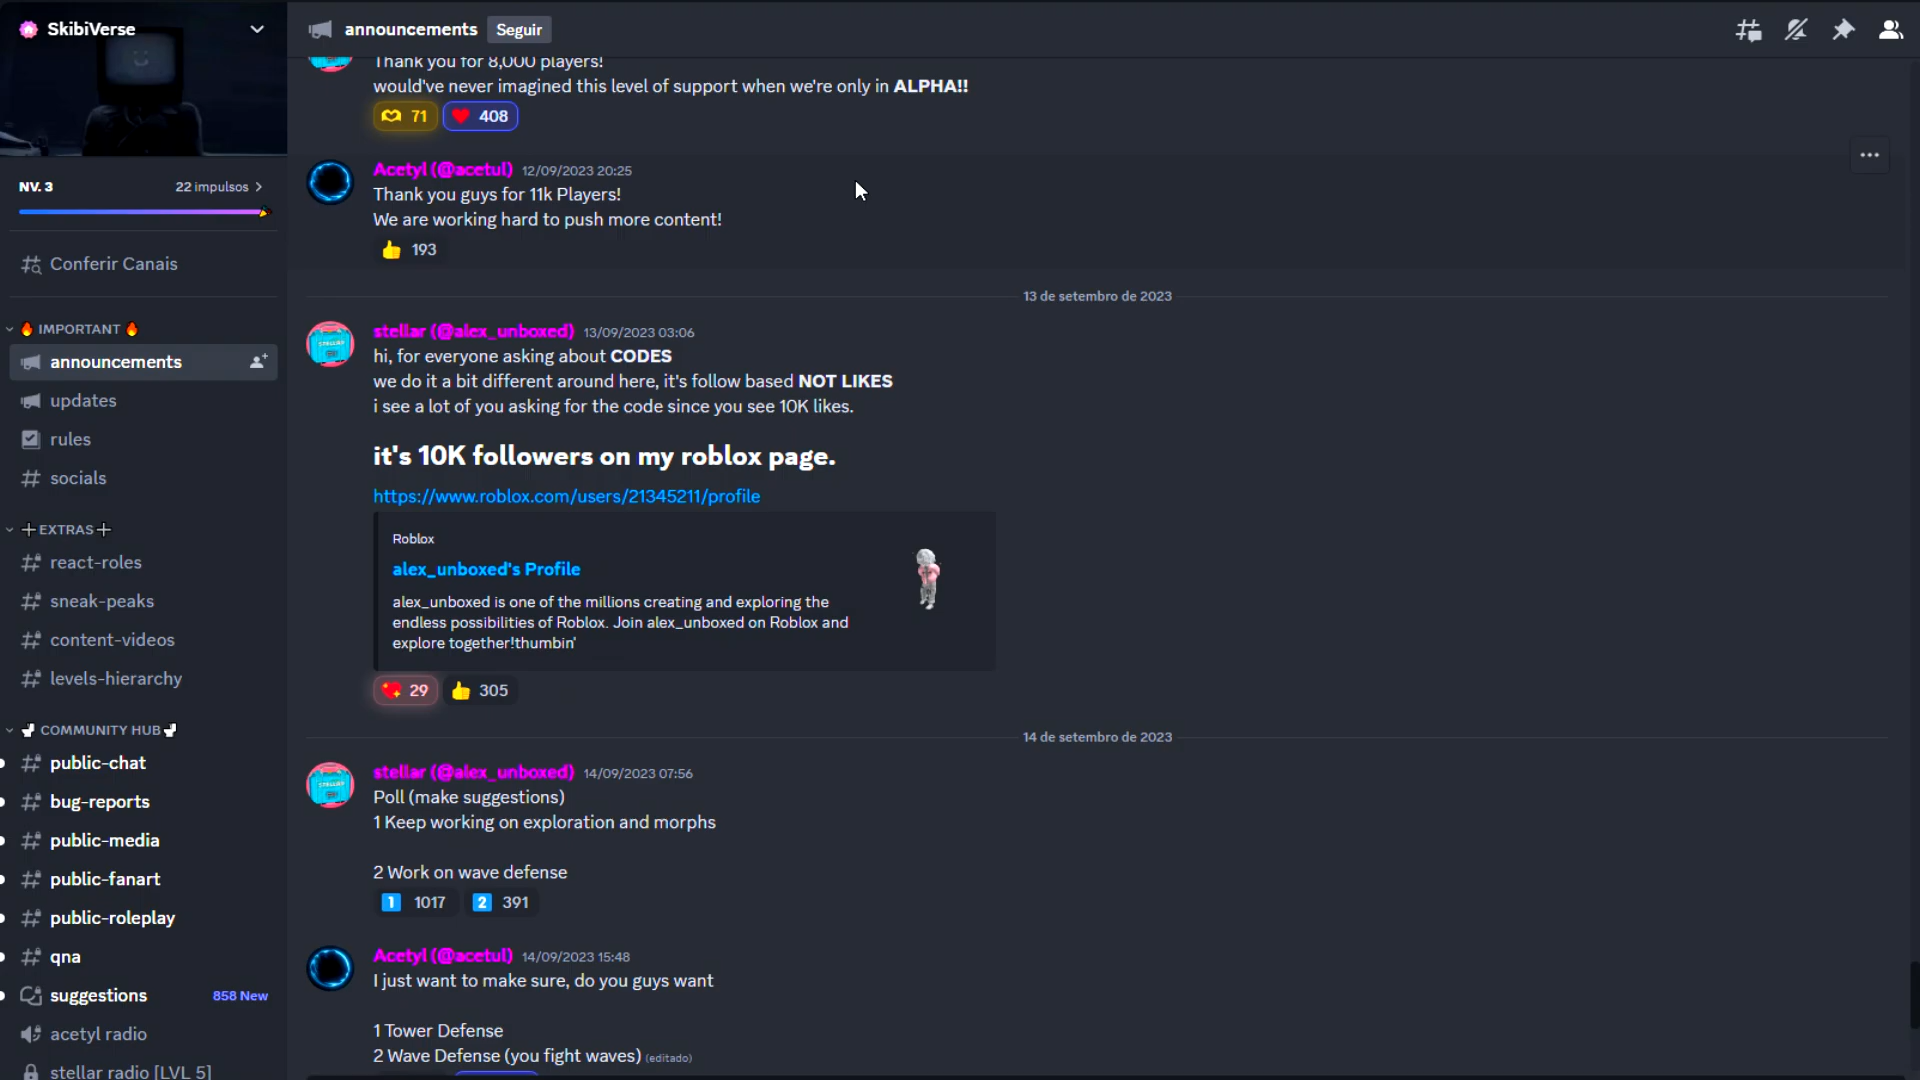 SkibiVerse
NV. 3
22 impulsos
Conferir Canais
🔥 IMPORTANT 🔥
announcements
updates
rules
socials
➕EXTRAS➕
react-roles
sneak-peaks
content-videos
levels-hierarchy
🚽 COMMUNITY HUB🚽
public-chat
bug-reports
public-media
public-fanart
public-roleplay
qna
suggestions
858 New
acetyl radio
stellar radio [LVL 5]
announcements
Seguir
Thank you for 8,000 players!
would've never imagined this level of support when we're only in ALPHA!!
71
408
Acetyl (@acetul) 12/09/2023 20:25
Thank you guys for 11k Players!
We are working hard to push more content!
👍 193
13 de setembro de 2023
stellar (@alex_unboxed) 13/09/2023 03:06
hi, for everyone asking about CODES
we do it a bit different around here, it's follow based NOT LIKES
i see a lot of you asking for the code since you see 10K likes.
it's 10K followers on my roblox page.
https://www.roblox.com/users/21345211/profile
Roblox
alex_unboxed's Profile
alex_unboxed is one of the millions creating and exploring the
endless possibilities of Roblox. Join alex_unboxed on Roblox and
explore together!thumbin'
💖 29 👍 305
14 de setembro de 2023
stellar (@alex_unboxed) 14/09/2023 07:56
Poll (make suggestions)
1 Keep working on exploration and morphs
2 Work on wave defense
1 1017 2 391
Acetyl (@acetul) 14/09/2023 15:48
I just want to make sure, do you guys want
1 Tower Defense
2 Wave Defense (you fight waves) (editado)
STELLAR
STELLAR